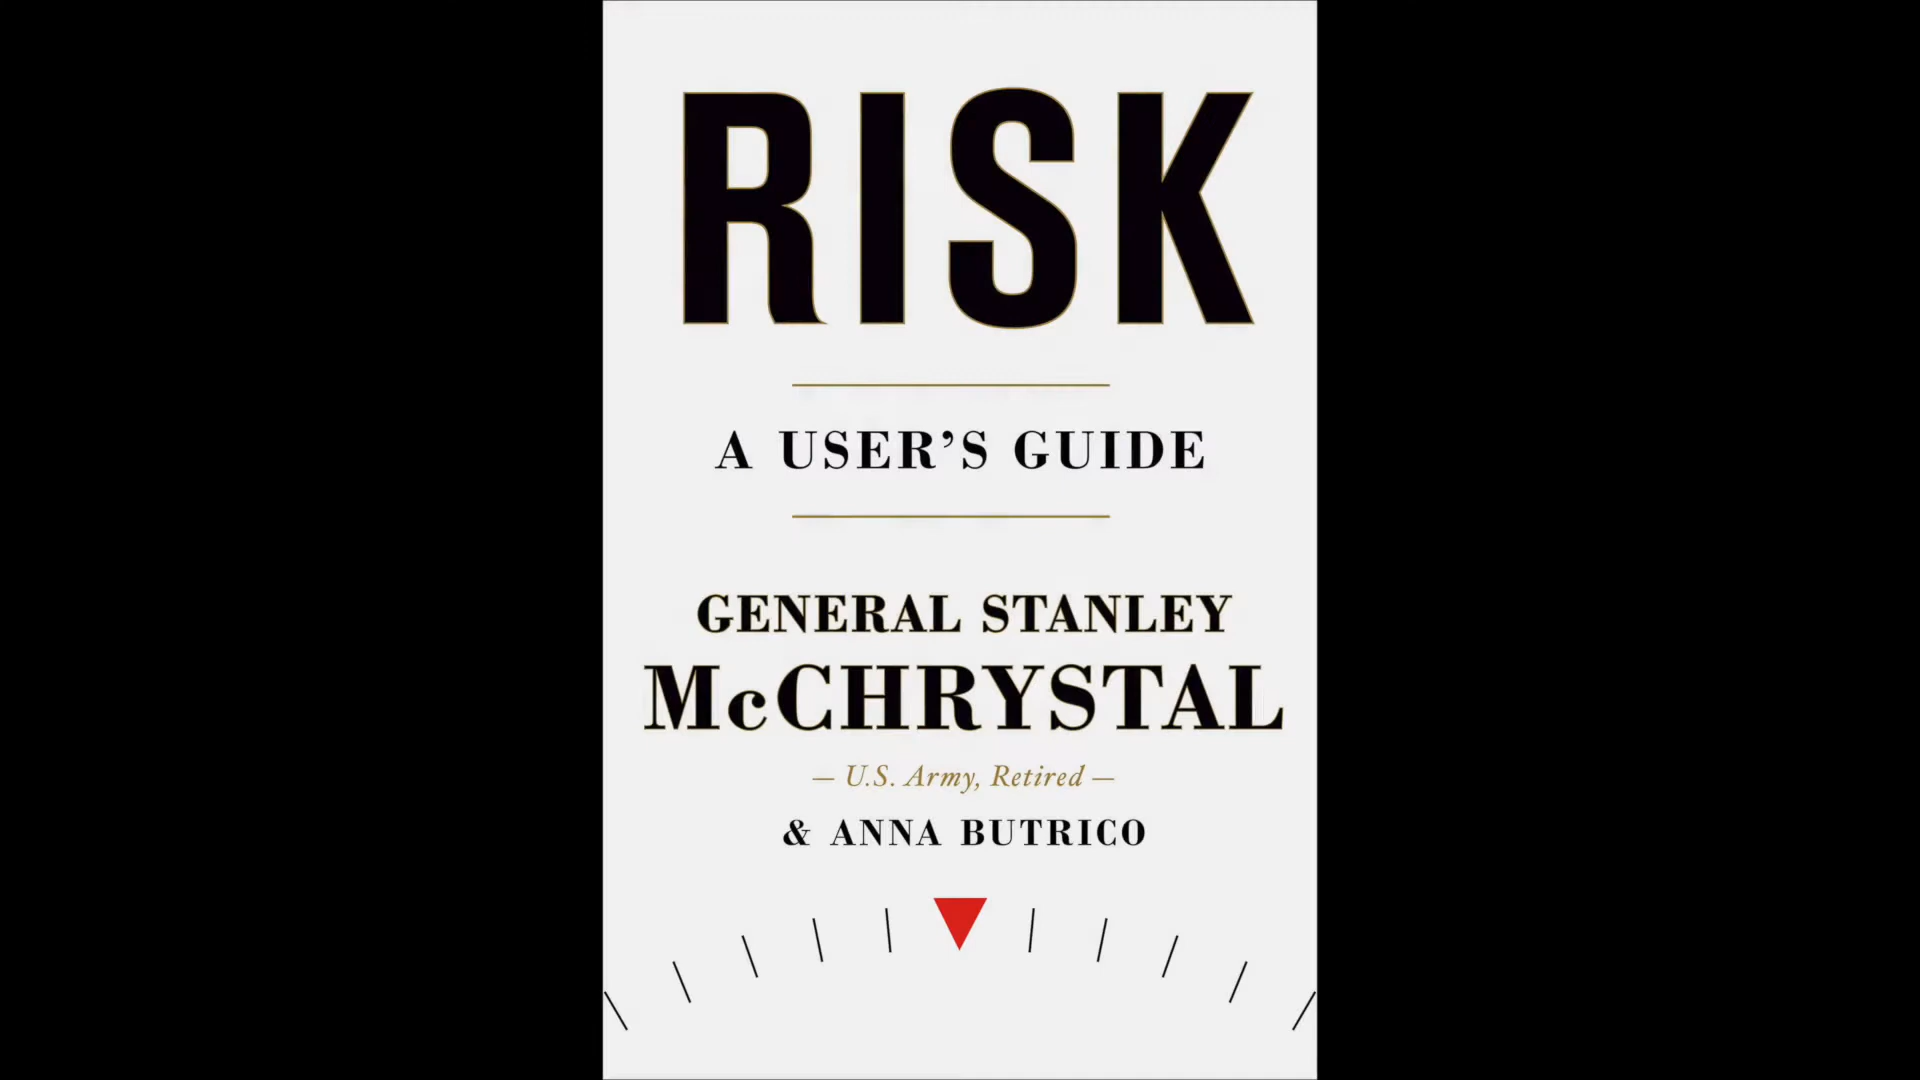 RISK
A USER’S GUIDE
GENERAL STANLEY
McCHRYSTAL
— U.S. Army, Retired —
& ANNA BUTRICO